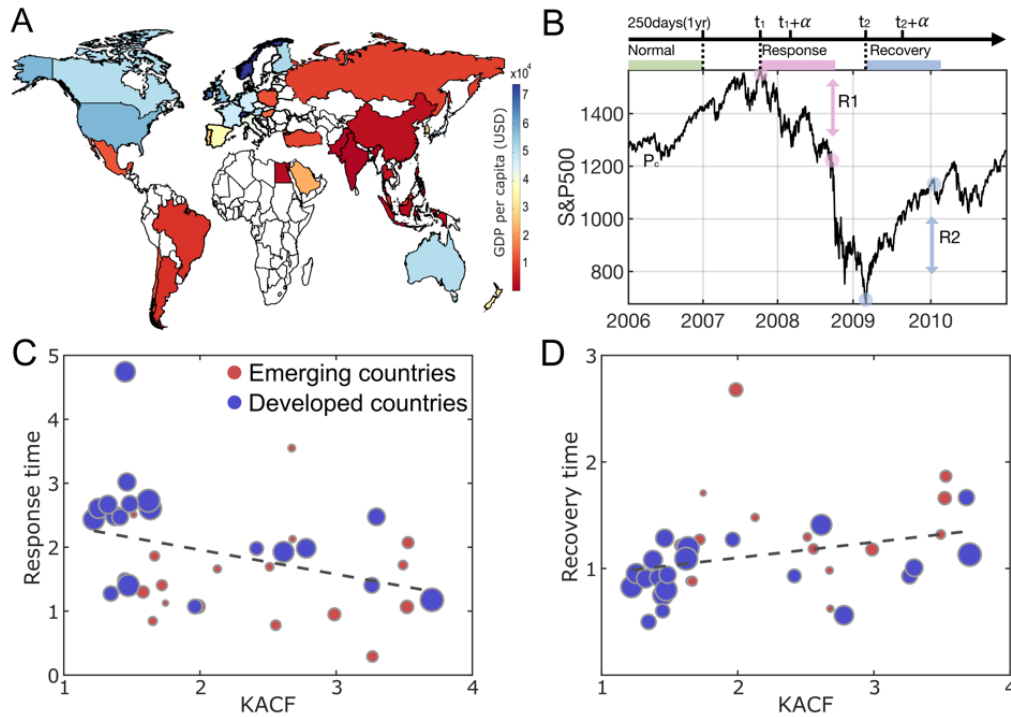 A
×10⁴
7
6
5
4
3
2
1
GDP per capita (USD)
B
250days(1yr)
t₁
t₁+α
t₂
t₂+α
Normal
Response
Recovery
R1
R2
S&P500
1400
1200
1000
800
2006
2007
2008
2009
2010
C
Emerging countries
Developed countries
Response time
5
4
3
2
1
0
1
2
3
4
KACF
D
Recovery time
3
2
1
0
1
2
3
4
KACF